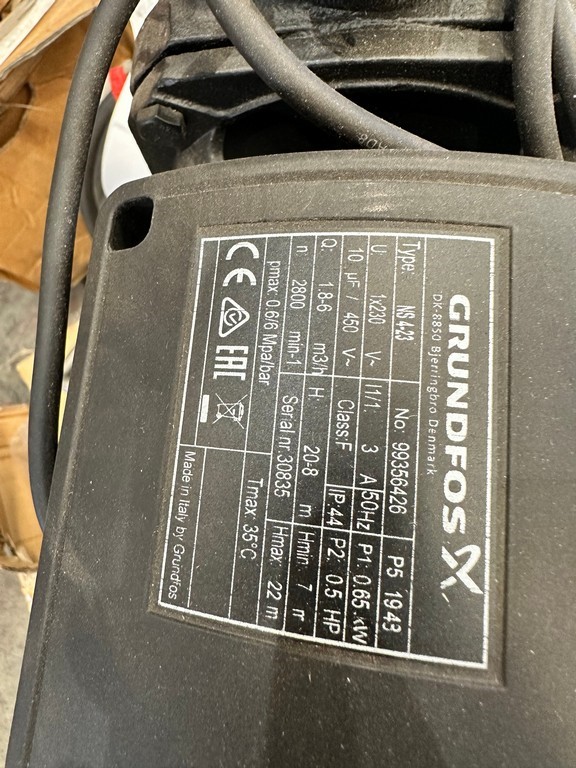 GRUNDFOS
DK-8850 Bjerringbro Denmark
Type: NS 4-23 No: 99356426 P5 1943
U: 1x230 V~ I1/1: 3 A 50Hz P1: 0.65 kW
10 µF / 450 V~ Class:F IP 44 P2: 0.5 HP
Q: 1.8-6 m3/h H: 20-8 m Hmin: 7 m
n: 2800 min-1 Serial nr.30835 Hmax: 22 m
pmax: 0.6/6 Mpa/bar Tmax: 35°C
CE EAC
Made in Italy by Grundfos